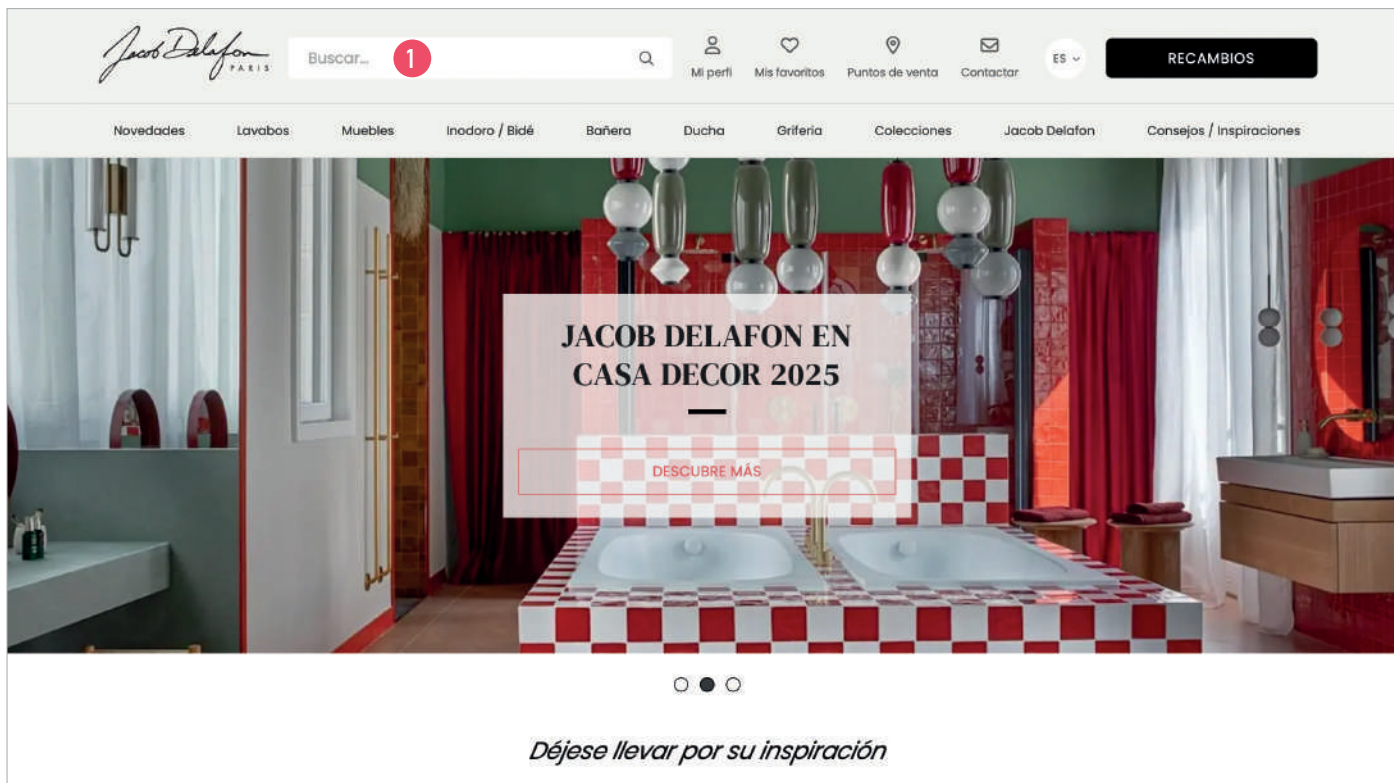 Jacob Delafon
PARIS
Buscar...
1
Mi perfi
Mis favoritos
Puntos de venta
Contactar
ES
RECAMBIOS
Novedades
Lavabos
Muebles
Inodoro / Bidé
Bañera
Ducha
Griferia
Colecciones
Jacob Delafon
Consejos / Inspiraciones
JACOB DELAFON EN
CASA DECOR 2025
DESCUBRE MÁS
Déjese llevar por su inspiración